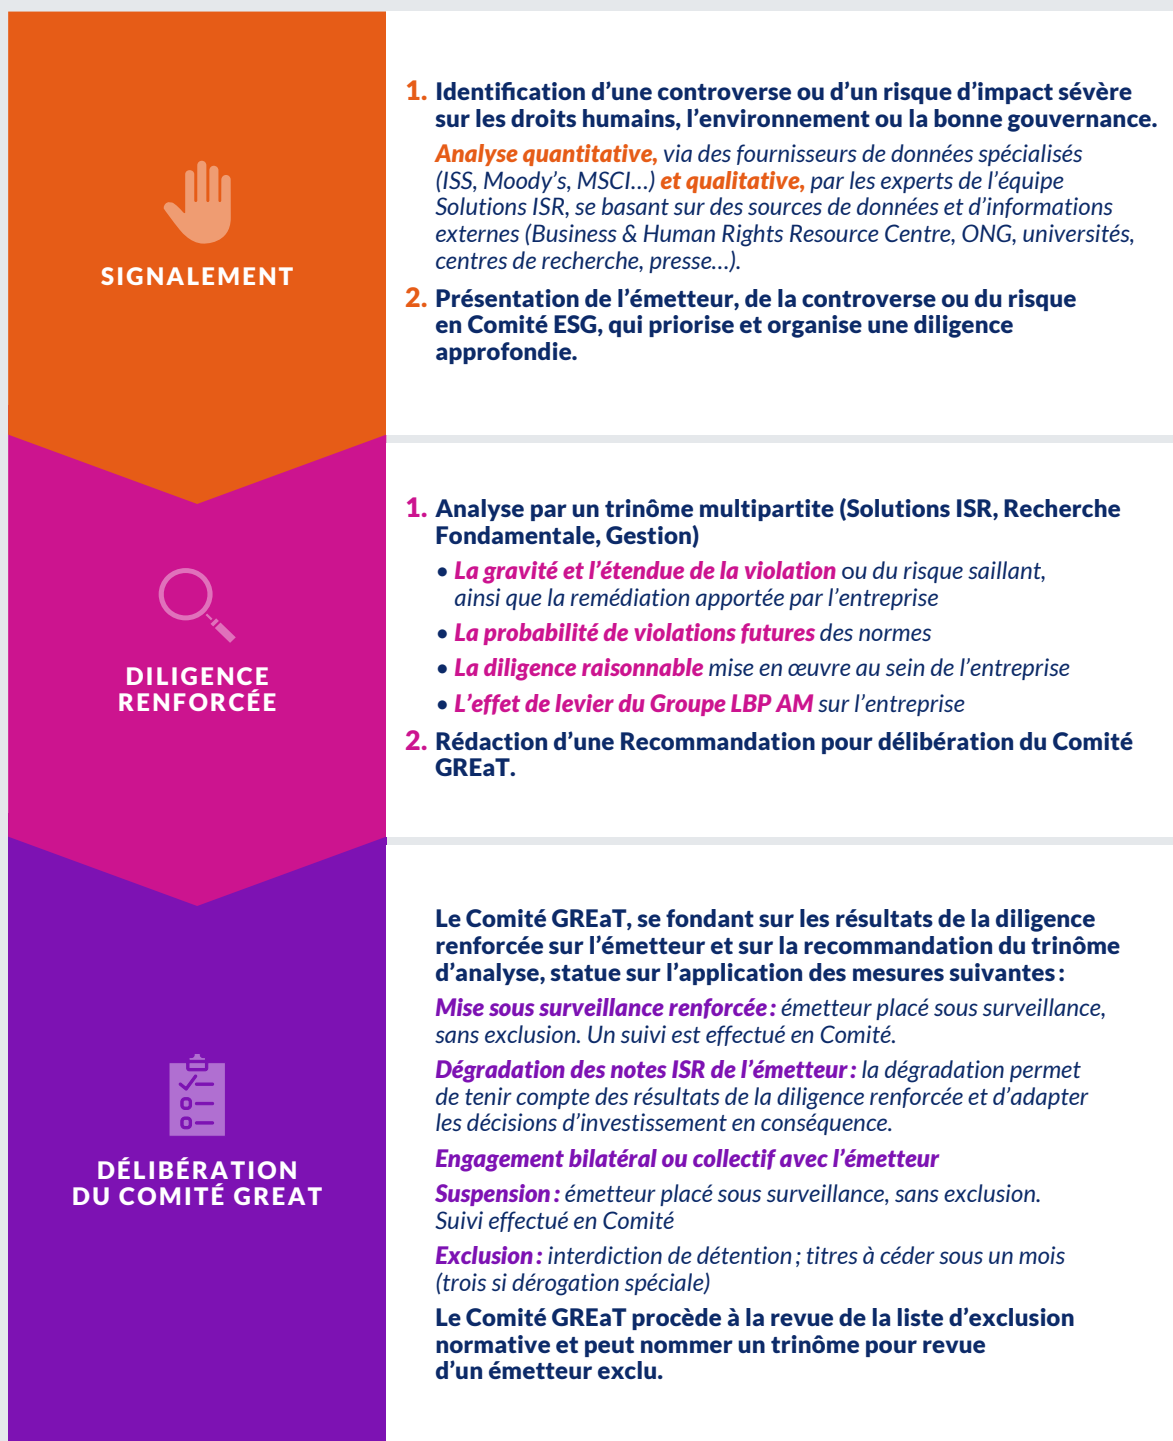 SIGNALEMENT
1. Identification d’une controverse ou d’un risque d’impact sévère
sur les droits humains, l’environnement ou la bonne gouvernance.
Analyse quantitative, via des fournisseurs de données spécialisés
(ISS, Moody’s, MSCI…) et qualitative, par les experts de l’équipe
Solutions ISR, se basant sur des sources de données et d’informations
externes (Business & Human Rights Resource Centre, ONG, universités,
centres de recherche, presse…).
2. Présentation de l’émetteur, de la controverse ou du risque
en Comité ESG, qui priorise et organise une diligence
approfondie.
DILIGENCE
RENFORCÉE
1. Analyse par un trinôme multipartite (Solutions ISR, Recherche
Fondamentale, Gestion)
• La gravité et l’étendue de la violation ou du risque saillant,
ainsi que la remédiation apportée par l’entreprise
• La probabilité de violations futures des normes
• La diligence raisonnable mise en œuvre au sein de l’entreprise
• L’effet de levier du Groupe LBP AM sur l’entreprise
2. Rédaction d’une Recommandation pour délibération du Comité
GREaT.
DÉLIBÉRATION
DU COMITÉ GREAT
Le Comité GREaT, se fondant sur les résultats de la diligence
renforcée sur l’émetteur et sur la recommandation du trinôme
d’analyse, statue sur l’application des mesures suivantes :
Mise sous surveillance renforcée : émetteur placé sous surveillance,
sans exclusion. Un suivi est effectué en Comité.
Dégradation des notes ISR de l’émetteur : la dégradation permet
de tenir compte des résultats de la diligence renforcée et d’adapter
les décisions d’investissement en conséquence.
Engagement bilatéral ou collectif avec l’émetteur
Suspension : émetteur placé sous surveillance, sans exclusion.
Suivi effectué en Comité
Exclusion : interdiction de détention ; titres à céder sous un mois
(trois si dérogation spéciale)
Le Comité GREaT procède à la revue de la liste d’exclusion
normative et peut nommer un trinôme pour revue
d’un émetteur exclu.